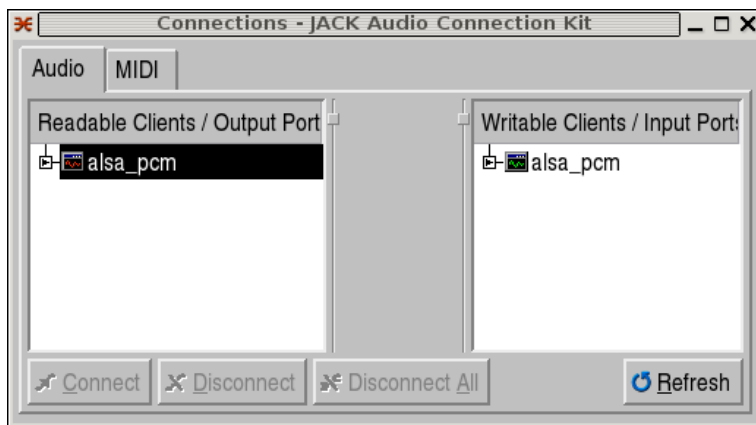 Connections - JACK Audio Connection Kit
Audio MIDI
Readable Clients / Output Port
Writable Clients / Input Ports
alsa_pcm
alsa_pcm
Connect Disconnect Disconnect All Refresh